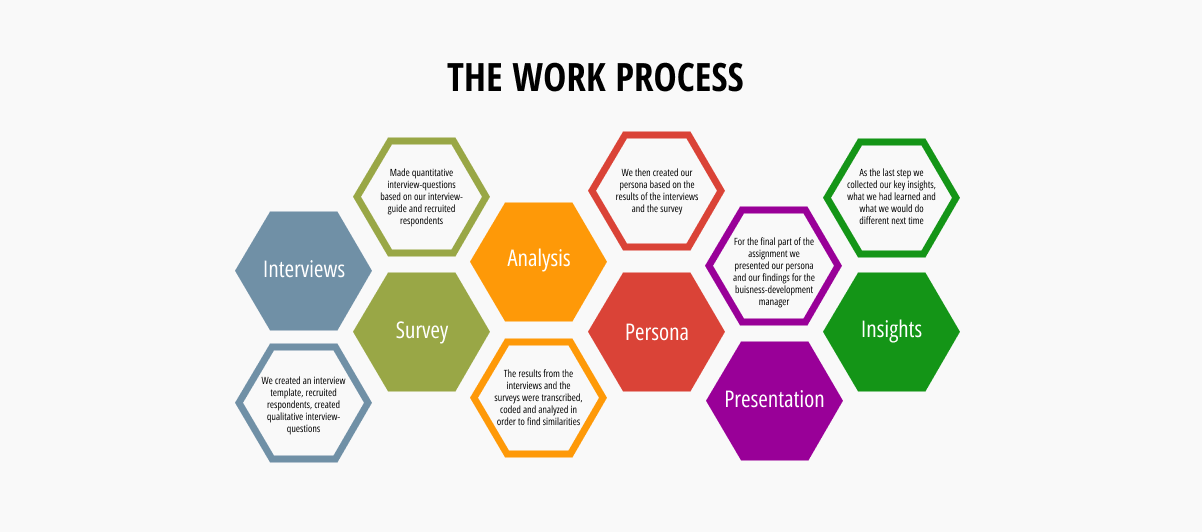 THE WORK PROCESS
Interviews
We created an interview
template, recruited
respondents, created
qualitative interview-
questions
Made quantitative
interview-questions
based on our interview-
guide and recruited
respondents
Survey
Analysis
The results from the
interviews and the
surveys were transcribed,
coded and analyzed in
order to find similarities
We then created our
persona based on the
results of the interviews
and the survey
Persona
For the final part of the
assignment we
presented our persona
and our findings for the
buisness-development
manager
Presentation
As the last step we
collected our key insights,
what we had learned and
what we would do
different next time
Insights